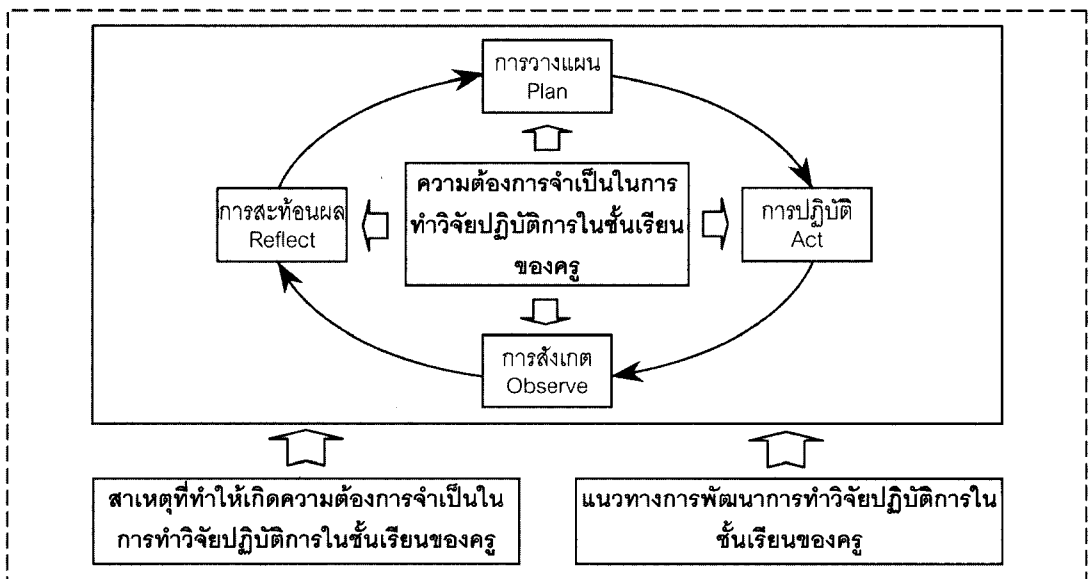 การวางแผน
Plan
ความต้องการจำเป็นในการ
ทำวิจัยปฏิบัติการในชั้นเรียน
ของครู
การสะท้อนผล
Reflect
การปฏิบัติ
Act
การสังเกต
Observe
สาเหตุที่ทำให้เกิดความต้องการจำเป็นใน
การทำวิจัยปฏิบัติการในชั้นเรียนของครู
แนวทางการพัฒนาการทำวิจัยปฏิบัติการใน
ชั้นเรียนของครู